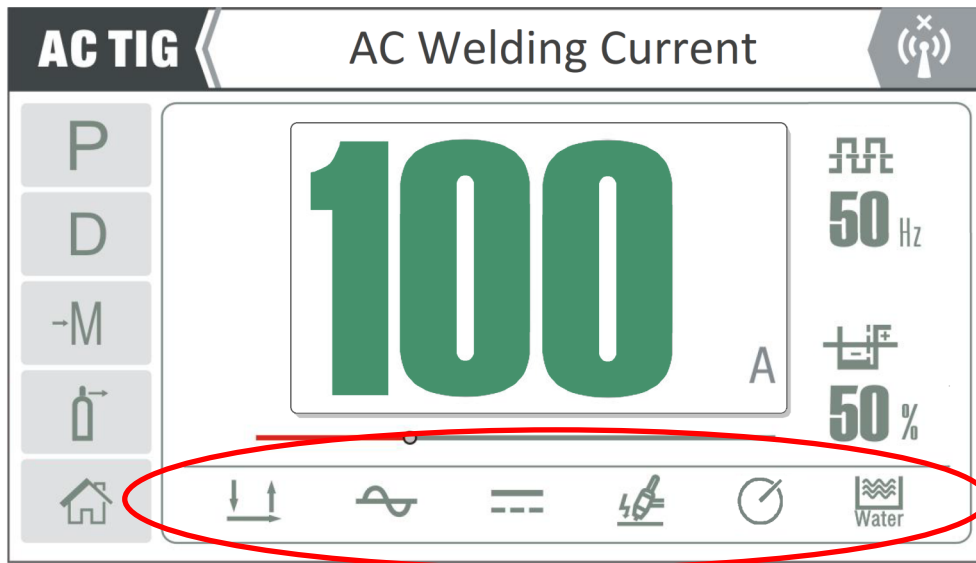 AC TIG
AC Welding Current
P
D
→M
100
A
50 Hz
50 %
Water